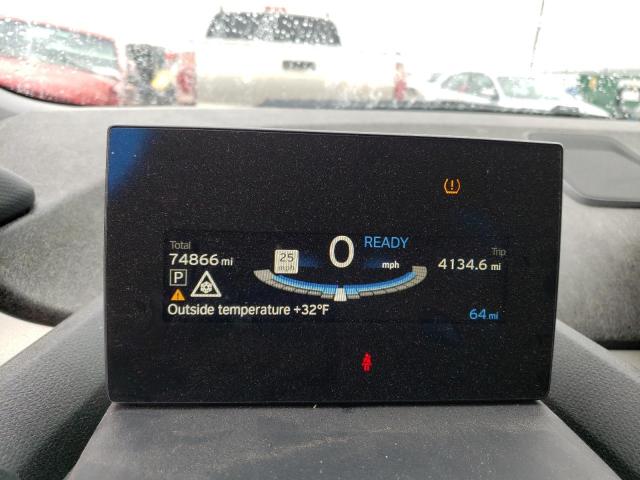 Total
74866 mi
25
mph
0
READY
mph
Trip
4134.6 mi
P
Outside temperature +32°F
64 mi